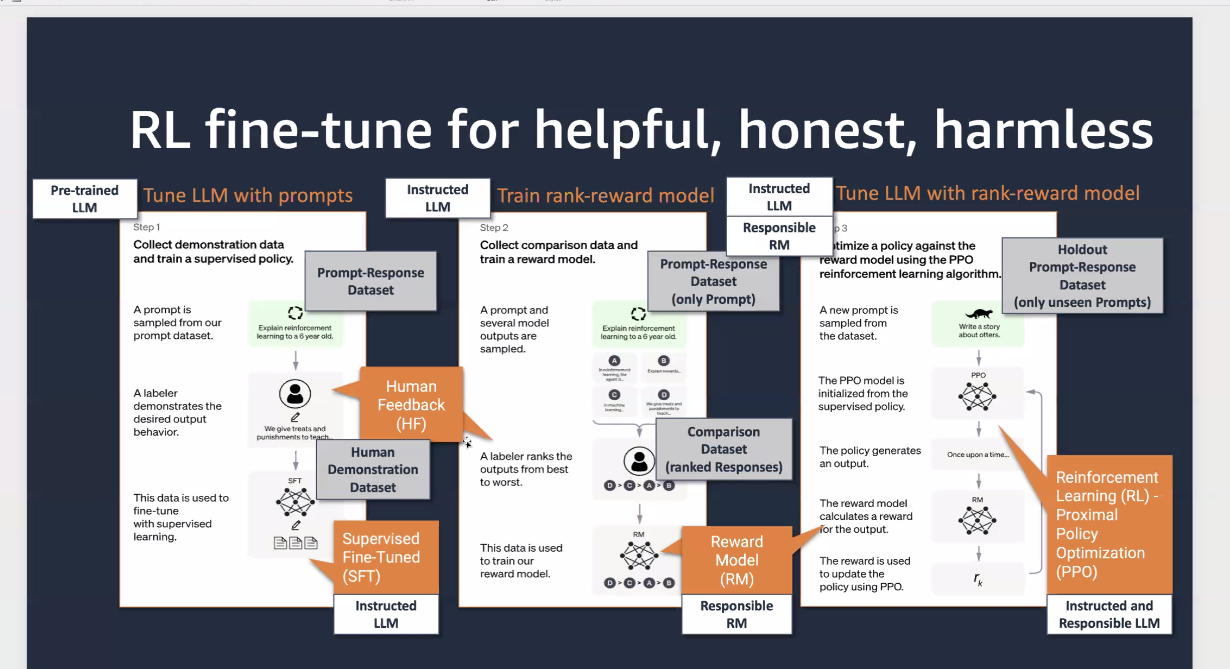 RL fine-tune for helpful, honest, harmless
Pre-trained
LLM
Tune LLM with prompts
Step 1
Collect demonstration data
and train a supervised policy.
Prompt-Response
Dataset
A prompt is
sampled from our
prompt dataset.
Explain reinforcement
learning to a 6 year old.
A labeler
demonstrates the
desired output
behavior.
We give treats and
punishments to teach...
Human
Feedback
(HF)
Human
Demonstration
Dataset
This data is used to
fine-tune
with supervised
learning.
SFT
Supervised
Fine-Tuned
(SFT)
Instructed
LLM
Instructed
LLM
Train rank-reward model
Step 2
Collect comparison data and
train a reward model.
Prompt-Response
Dataset
(only Prompt)
A prompt and
several model
outputs are
sampled.
Explain reinforcement
learning to a 6 year old.
A
In reinforcement
learning, the
agent is...
B
Explain rewards...
C
In machine
learning...
D
We give treats and
punishments to
teach...
Comparison
Dataset
(ranked Responses)
A labeler ranks the
outputs from best
to worst.
D > C > A > B
This data is used
to train our
reward model.
RM
D > C > A > B
Reward
Model
(RM)
Responsible
RM
Instructed
LLM
Responsible
RM
Tune LLM with rank-reward model
p 3
timize a policy against the
reward model using the PPO
reinforcement learning algorithm.
Holdout
Prompt-Response
Dataset
(only unseen Prompts)
A new prompt is
sampled from
the dataset.
Write a story
about otters.
The PPO model is
initialized from the
supervised policy.
PPO
The policy generates
an output.
Once upon a time...
The reward model
calculates a reward
for the output.
RM
The reward is used
to update the
policy using PPO.
rk
Reinforcement
Learning (RL) -
Proximal
Policy
Optimization
(PPO)
Instructed and
Responsible LLM